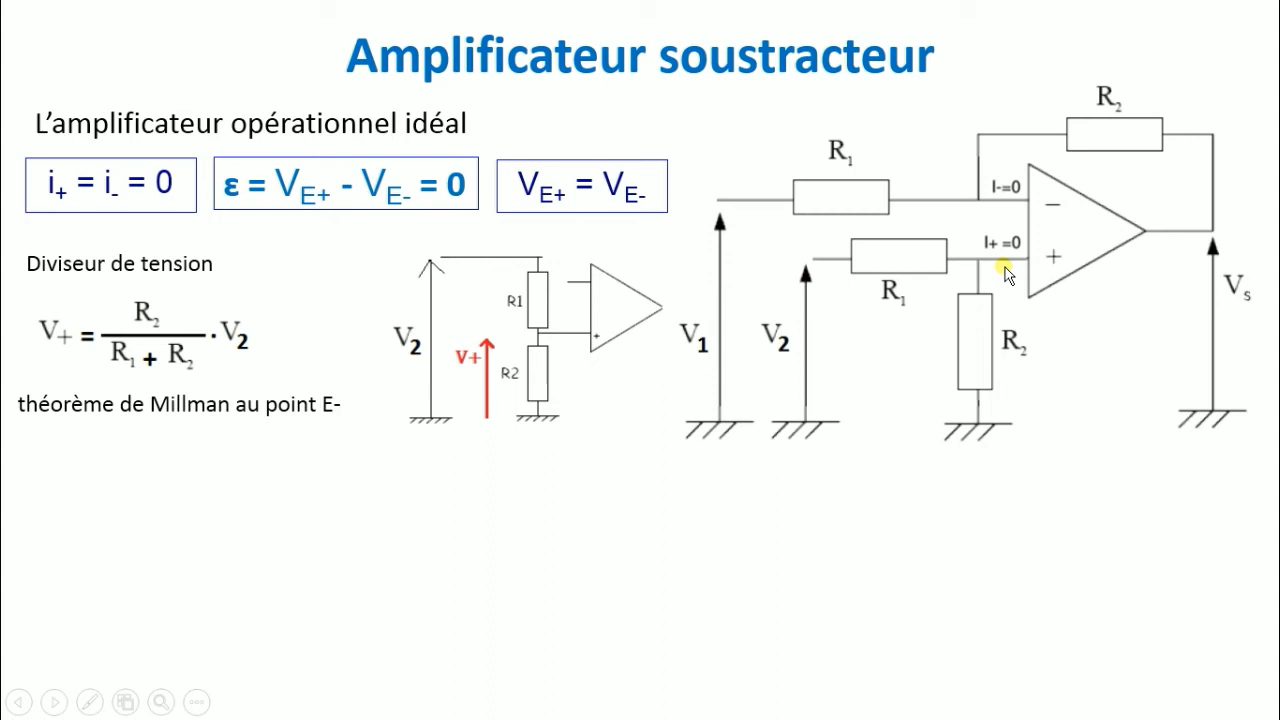 Amplificateur soustracteur
L'amplificateur opérationnel idéal
i+ = i- = 0
ε = VE+ - VE- = 0
VE+ = VE-
Diviseur de tension
V+ = R2 / R1 + R2 . V2
théorème de Millman au point E-
V2
V+
R1
R2
+
R2
R1
I-=0
−
I+ =0
+
R1
R2
V1
V2
Vs